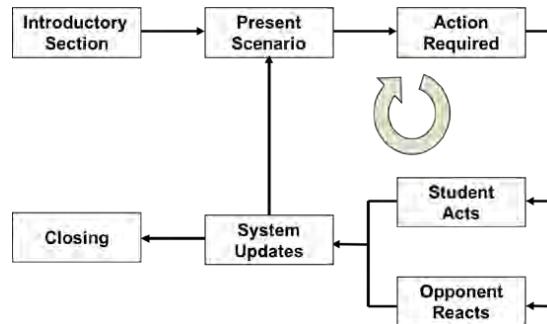 Introductory
Section
Present
Scenario
Action
Required
Student
Acts
Closing
System
Updates
Opponent
Reacts